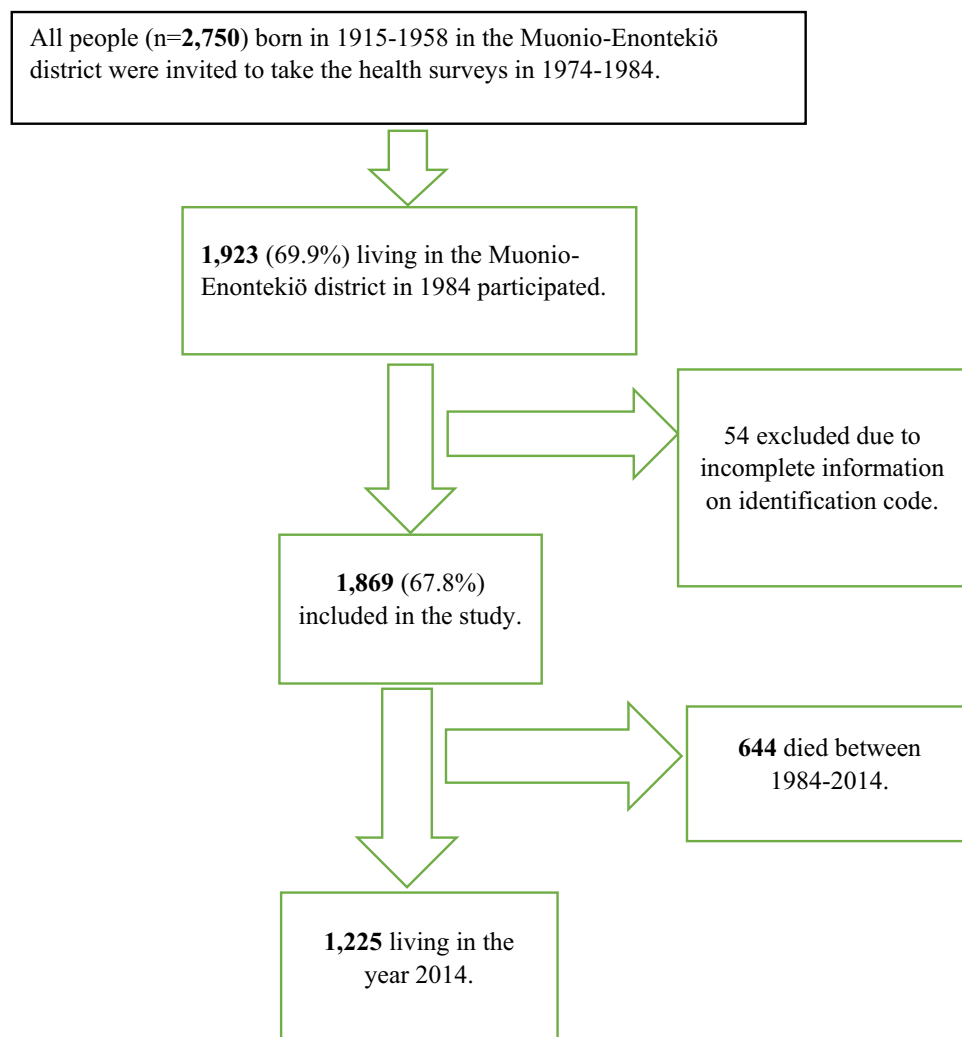 All people (n=2,750) born in 1915-1958 in the Muonio-Enontekiö
district were invited to take the health surveys in 1974-1984.
1,923 (69.9%) living in the Muonio-
Enontekiö district in 1984 participated.
54 excluded due to
incomplete information
on identification code.
1,869 (67.8%)
included in the study.
644 died between
1984-2014.
1,225 living in the
year 2014.